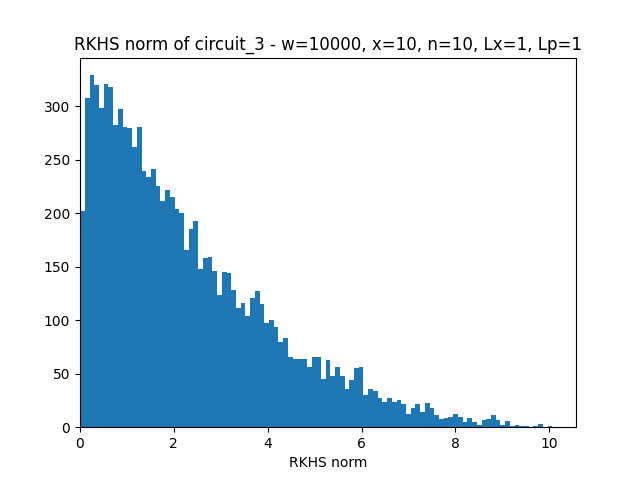 RKHS norm of circuit_3 - w=10000, x=10, n=10, Lx=1, Lp=1
300
250
200
150
100
50
0
0 2 4 6 8 10
RKHS norm